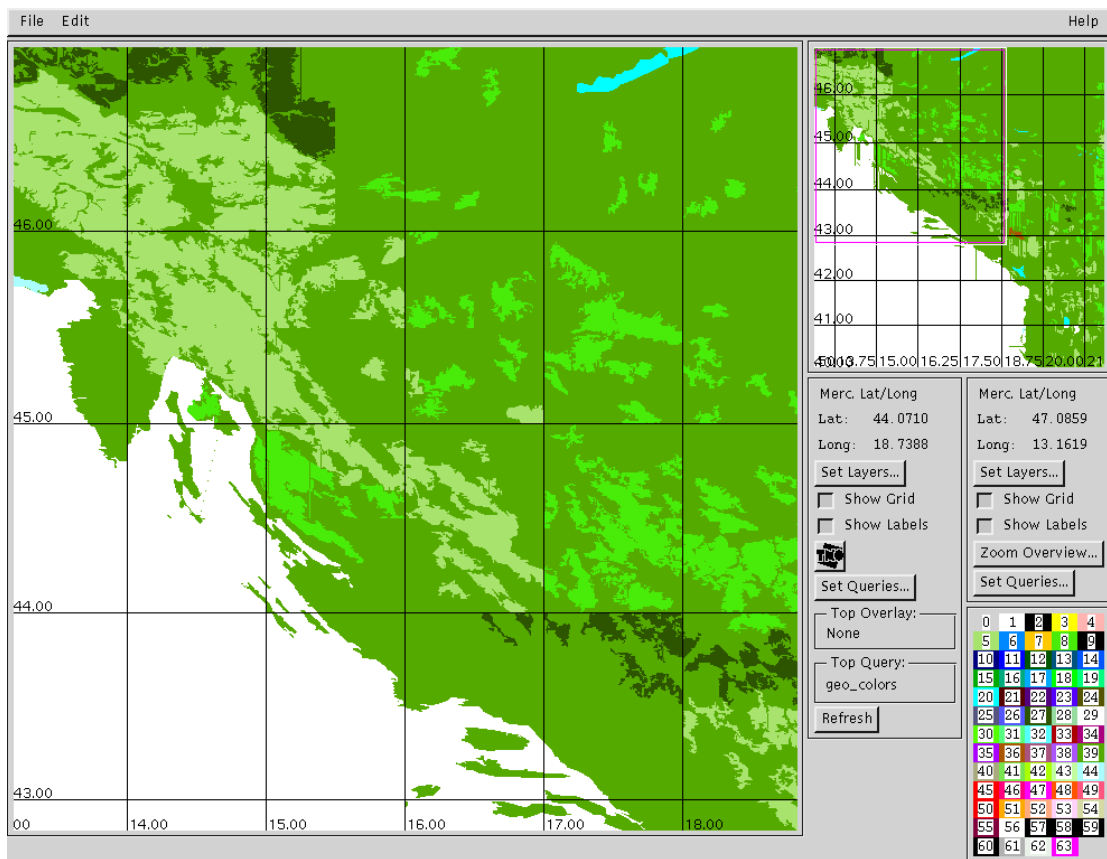 File Edit Help
46.00
45.00
44.00
43.00
00 14.00 15.00 16.00 17.00 18.00
46.00
45.00
44.00
43.00
42.00
41.00
15.00 16.25 17.50 18.75 20.00
Merc. Lat/Long
Lat: 44.0710
Long: 18.7388
Set Layers...
Show Grid
Show Labels
TNO
Set Queries...
Top Overlay:
None
Top Query:
geo_colors
Refresh
Merc. Lat/Long
Lat: 47.0859
Long: 13.1619
Set Layers...
Show Grid
Show Labels
Zoom Overview...
Set Queries...
0 1 2 3 4
5 6 7 8 9
10 11 12 13 14
15 16 17 18 19
20 21 22 23 24
25 26 27 28 29
30 31 32 33 34
35 36 37 38 39
40 41 42 43 44
45 46 47 48 49
50 51 52 53 54
55 56 57 58 59
60 61 62 63